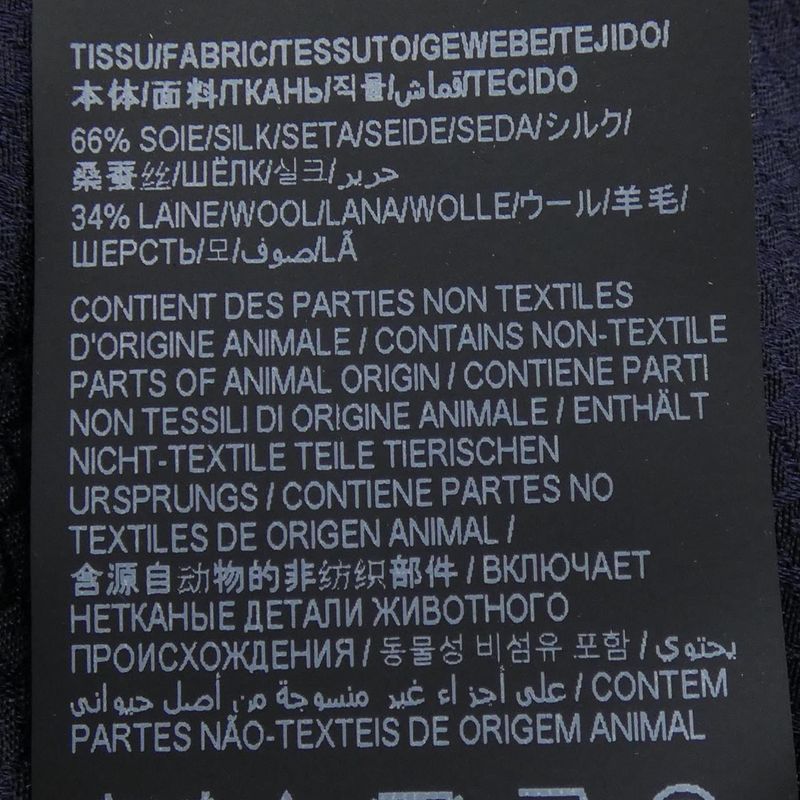 TISSU/FABRIC/TESSUTO/GEWEBE/TEJIDO/
本体/面料/ТКАНЬ/직물/قماش/TECIDO
66% SOIE/SILK/SETA/SEIDE/SEDA/シルク/
桑蚕丝/ШЁЛК/실크/حرير
34% LAINE/WOOL/LANA/WOLLE/ウール/羊毛/
ШЕРСТЬ/모/صوف/LÃ
CONTIENT DES PARTIES NON TEXTILES
D'ORIGINE ANIMALE / CONTAINS NON-TEXTILE
PARTS OF ANIMAL ORIGIN / CONTIENE PARTI
NON TESSILI DI ORIGINE ANIMALE / ENTHÄLT
NICHT-TEXTILE TEILE TIERISCHEN
URSPRUNGS / CONTIENE PARTES NO
TEXTILES DE ORIGEN ANIMAL /
含源自动物的非纺织部件 / ВКЛЮЧАЕТ
НЕТКАНЫЕ ДЕТАЛИ ЖИВОТНОГО
ПРОИСХОЖДЕНИЯ / 동물성 비섬유 포함 / يحتوي
على أجزاء غير منسوجة من أصل حيواني / CONTEM
PARTES NÃO-TEXTEIS DE ORIGEM ANIMAL